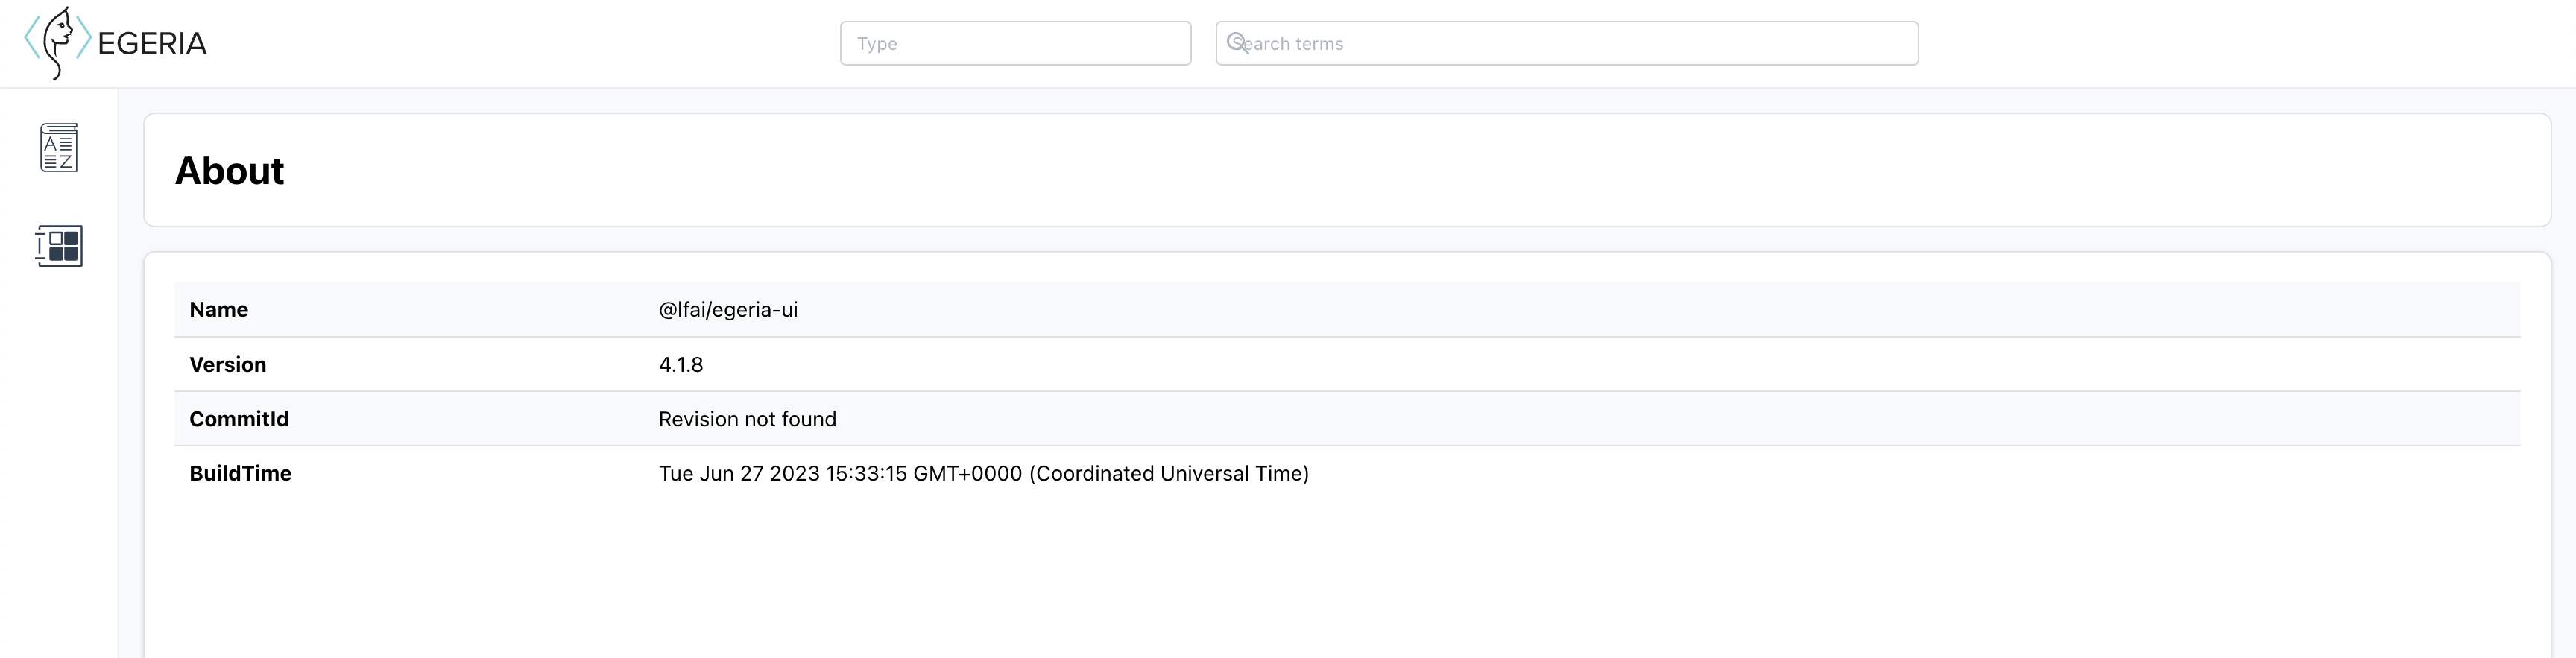 EGERIA
Type
Search terms
A
Z
About
Name @lfai/egeria-ui
Version 4.1.8
CommitId Revision not found
BuildTime Tue Jun 27 2023 15:33:15 GMT+0000 (Coordinated Universal Time)